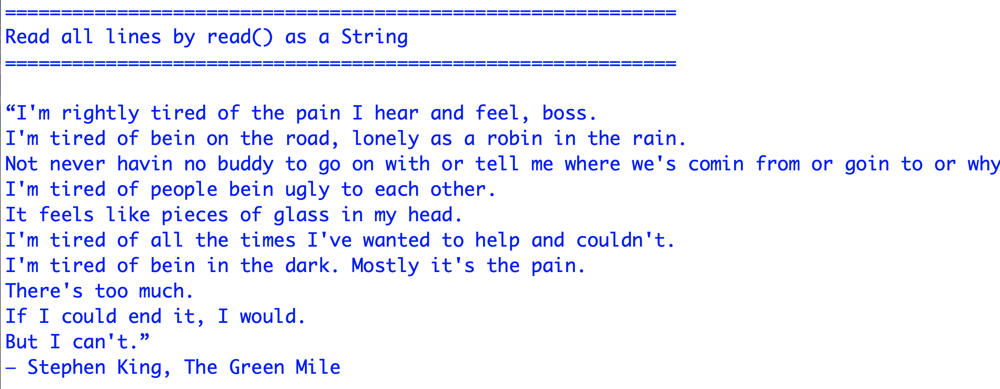 ============================================================
Read all lines by read() as a String
============================================================
“I'm rightly tired of the pain I hear and feel, boss.
I'm tired of bein on the road, lonely as a robin in the rain.
Not never havin no buddy to go on with or tell me where we's comin from or goin to or why
I'm tired of people bein ugly to each other.
It feels like pieces of glass in my head.
I'm tired of all the times I've wanted to help and couldn't.
I'm tired of bein in the dark. Mostly it's the pain.
There's too much.
If I could end it, I would.
But I can't.”
― Stephen King, The Green Mile